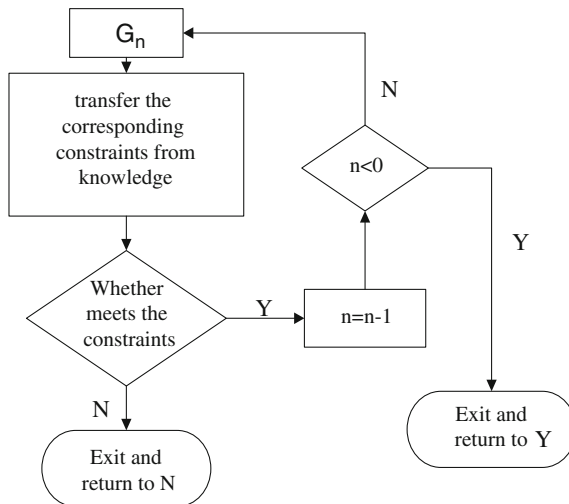 Gn
transfer the
corresponding
constraints from
knowledge
N
n<0
Y
Whether
meets the
constraints
Y
n=n-1
N
Exit and
return to N
Exit and
return to Y